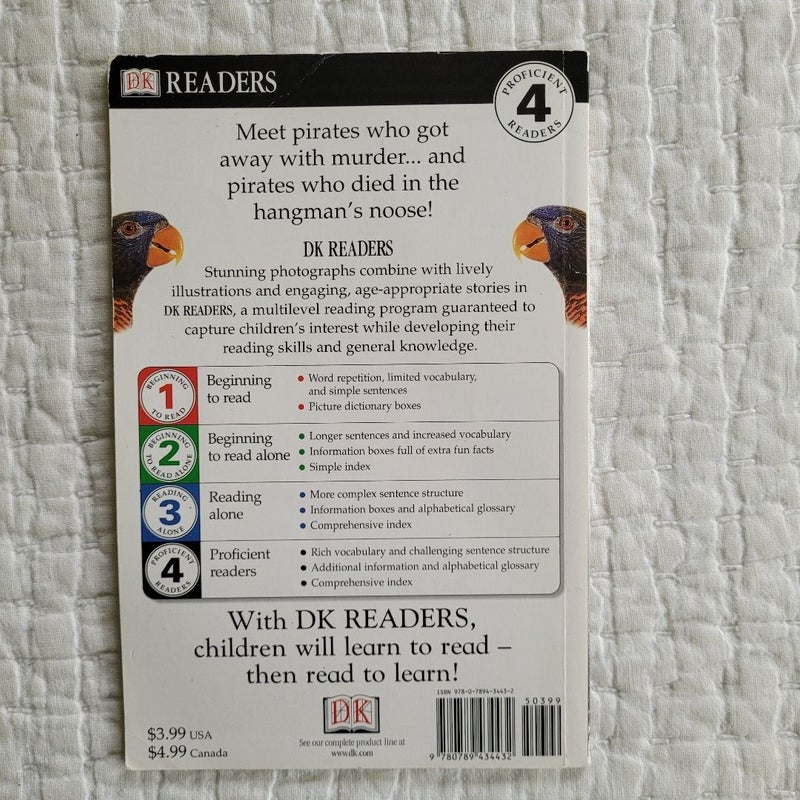 DK READERS
PROFICIENT
4
READERS
Meet pirates who got
away with murder... and
pirates who died in the
hangman's noose!
DK READERS
Stunning photographs combine with lively
illustrations and engaging, age-appropriate stories in
DK READERS, a multilevel reading program guaranteed to
capture children's interest while developing their
reading skills and general knowledge.
BEGINNING
1
TO READ
Beginning
to read
• Word repetition, limited vocabulary,
and simple sentences
• Picture dictionary boxes
BEGINNING
2
TO READ ALONE
Beginning
to read alone
• Longer sentences and increased vocabulary
• Information boxes full of extra fun facts
• Simple index
READING
3
ALONE
Reading
alone
• More complex sentence structure
• Information boxes and alphabetical glossary
• Comprehensive index
PROFICIENT
4
READERS
Proficient
readers
• Rich vocabulary and challenging sentence structure
• Additional information and alphabetical glossary
• Comprehensive index
With DK READERS,
children will learn to read –
then read to learn!
DK
See our complete product line at
www.dk.com
$3.99 USA
$4.99 Canada
ISBN 978-0-7894-3443-2
50399
9 780789 434432